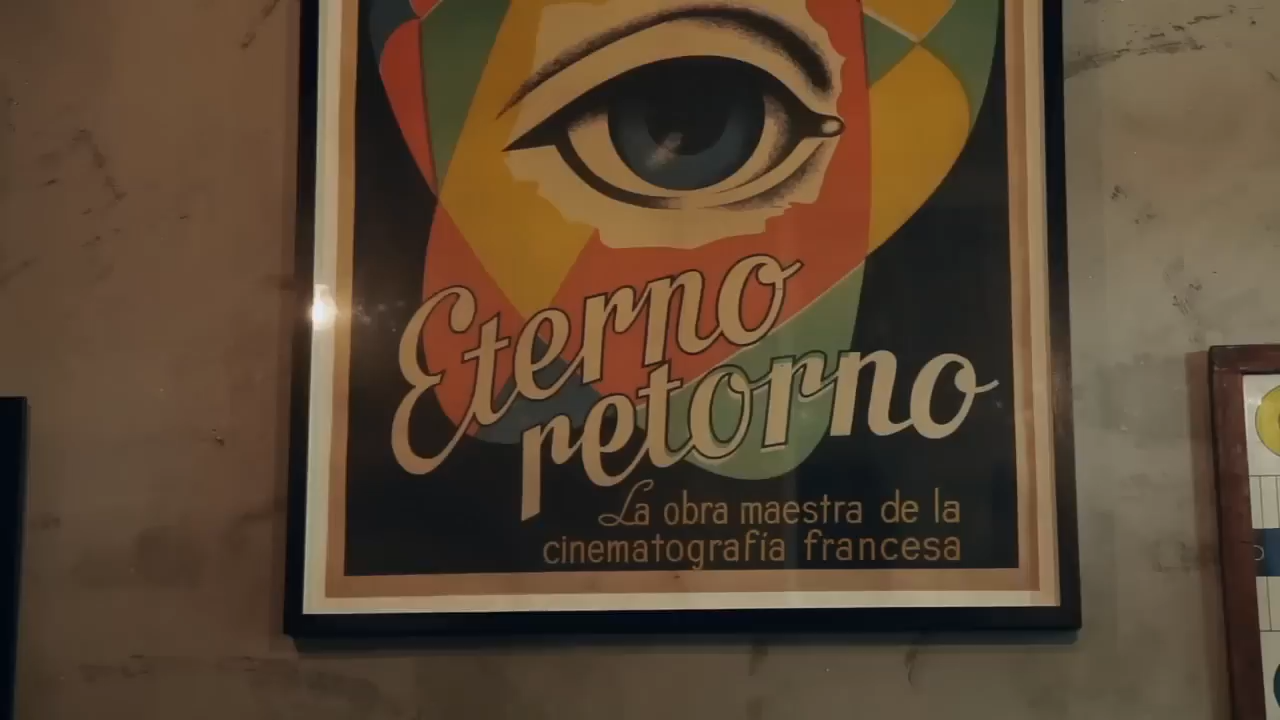 Eterno
retorno
La obra maestra de la
cinematografía francesa